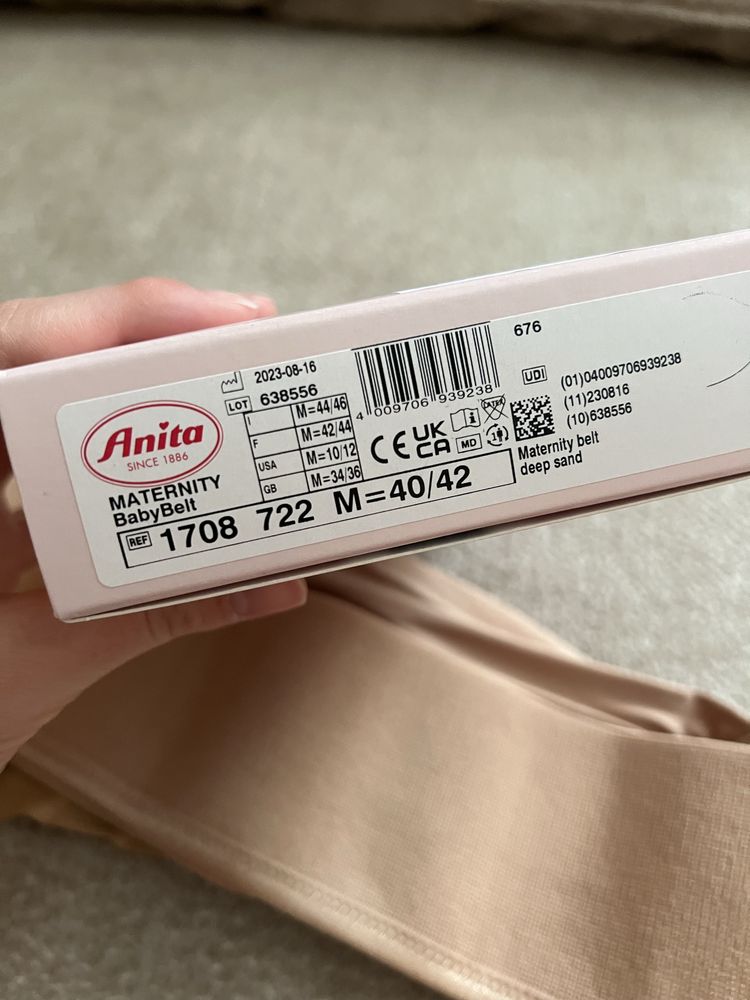 676
2023-08-16
LOT 638556
I M=44/46
F M=42/44
USA M=10/12
GB M=34/36
4 009706 939238
CE UK CA
MD
LATEX
1
UDI
(01)04009706939238
(11)230816
(10)638556
Anita
SINCE 1886
MATERNITY
BabyBelt
REF 1708 722 M=40/42
Maternity belt
deep sand